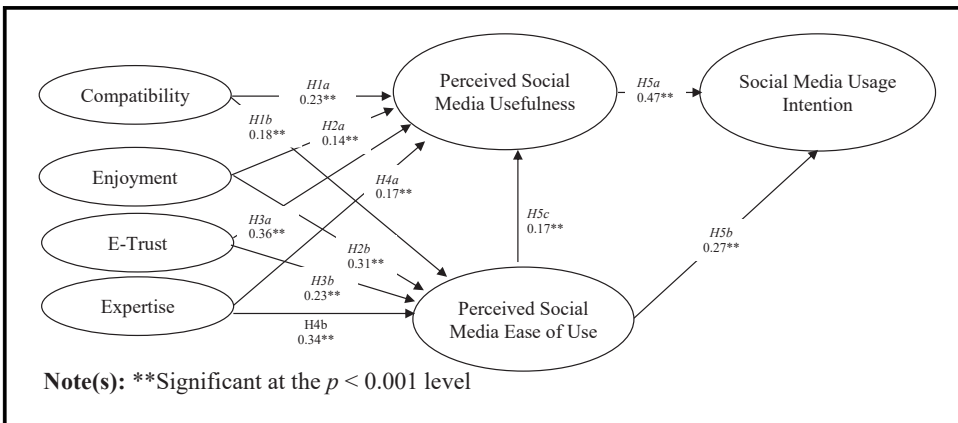 Compatibility
Enjoyment
E-Trust
Expertise
H1a
0.23**
H1b
0.18**
H2a
0.14**
H4a
0.17**
H3a
0.36**
H2b
0.31**
H3b
0.23**
H4b
0.34**
Perceived Social
Media Usefulness
H5a
0.47**
Social Media Usage
Intention
H5c
0.17**
H5b
0.27**
Perceived Social
Media Ease of Use
Note(s): **Significant at the p < 0.001 level